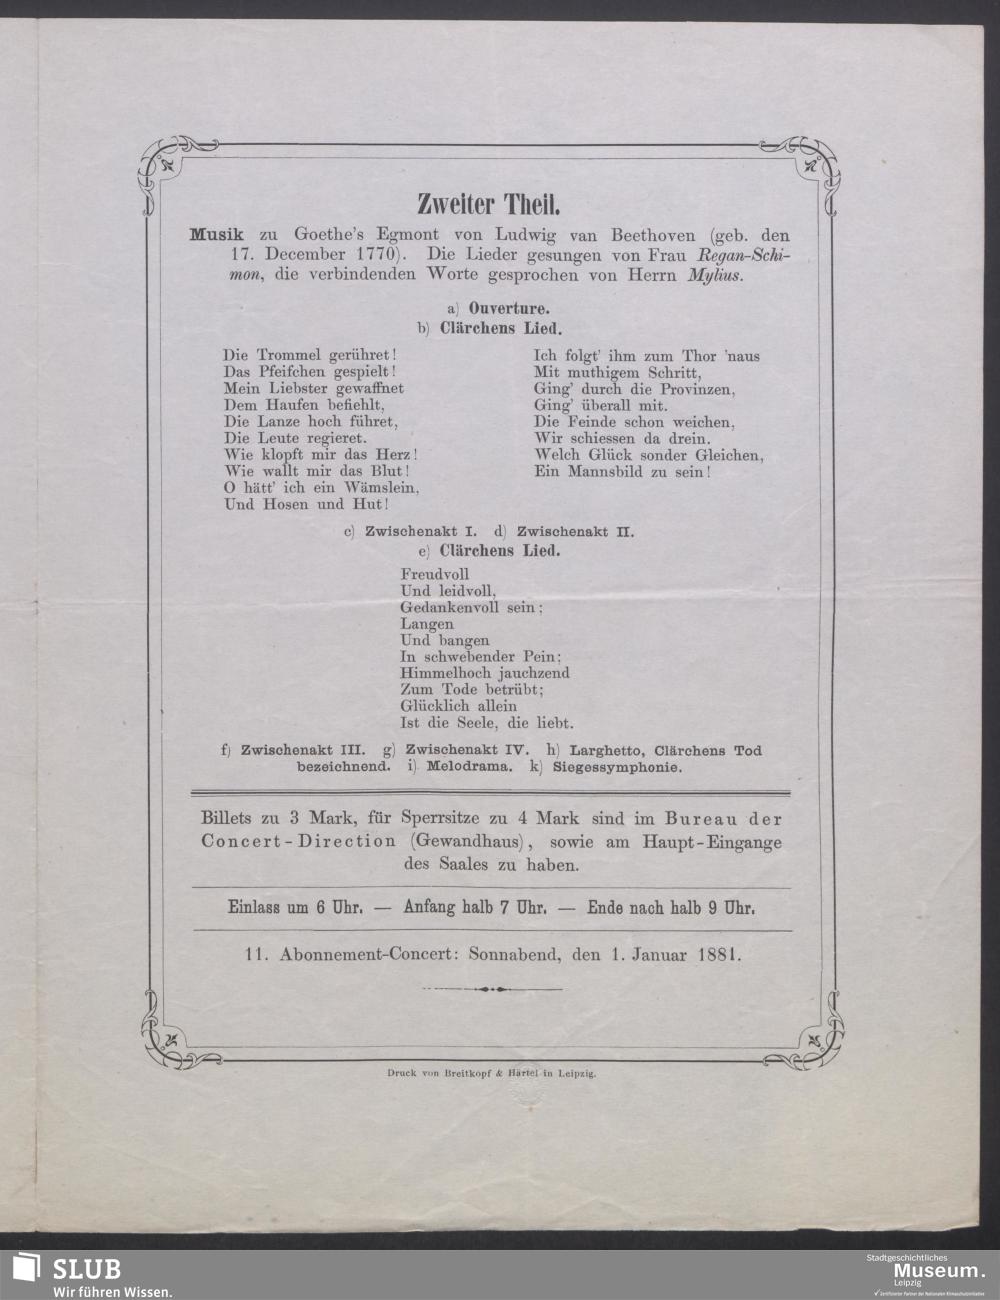 Zweiter Theil.
Musik zu Goethe's Egmont von Ludwig van Beethoven (geb. den
17. December 1770). Die Lieder gesungen von Frau Regan-Schi-
mon, die verbindenden Worte gesprochen von Herrn Mylius.
a) Ouverture.
b) Clärchens Lied.
Die Trommel gerühret!
Das Pfeifchen gespielt!
Mein Liebster gewaffnet
Dem Haufen befiehlt,
Die Lanze hoch führet,
Die Leute regieret.
Wie klopft mir das Herz!
Wie wallt mir das Blut!
O hätt' ich ein Wämslein,
Und Hosen und Hut!
Ich folgt' ihm zum Thor 'naus
Mit muthigem Schritt,
Ging' durch die Provinzen,
Ging' überall mit.
Die Feinde schon weichen,
Wir schiessen da drein.
Welch Glück sonder Gleichen,
Ein Mannsbild zu sein!
c) Zwischenakt I. d) Zwischenakt II.
e) Clärchens Lied.
Freudvoll
Und leidvoll,
Gedankenvoll sein;
Langen
Und bangen
In schwebender Pein;
Himmelhoch jauchzend
Zum Tode betrübt;
Glücklich allein
Ist die Seele, die liebt.
f) Zwischenakt III. g) Zwischenakt IV. h) Larghetto, Clärchens Tod
bezeichnend. i) Melodrama. k) Siegessymphonie.
Billets zu 3 Mark, für Sperrsitze zu 4 Mark sind im Bureau der
Concert-Direction (Gewandhaus), sowie am Haupt-Eingange
des Saales zu haben.
Einlass um 6 Uhr. — Anfang halb 7 Uhr. — Ende nach halb 9 Uhr.
11. Abonnement-Concert: Sonnabend, den 1. Januar 1881.
Druck von Breitkopf & Härtel in Leipzig.
SLUB
Wir führen Wissen.
Stadtgeschichtliches
Museum.
Leipzig
Zertifizierter Partner der Nationalen Klimaschutzinitiative